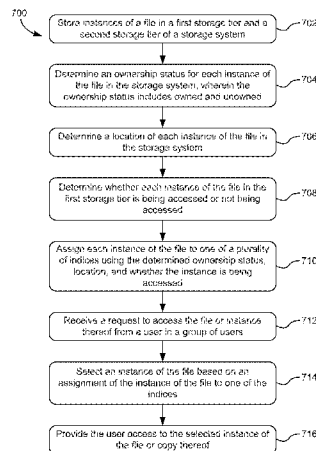 700
Store instances of a file in a first storage tier and a
second storage tier of a storage system
702
Determine an ownership status for each instance of
the file in the storage system, wherein the ownership
status includes owned and unowned
704
Determine a location of each instance of the file in
the storage system
706
Determine whether each instance of the file in the
first storage tier is being accessed or not being
accessed
708
Assign each instance of the file to one of a plurality
of indices using the determined ownership status,
location, and whether the instance is being
accessed
710
Receive a request to access the file or instance
thereof from a user in a group of users
712
Select an instance of the file based on an
assignment of the instance of the file to one of the
indices
714
Provide the user access to the selected instance of
the file or copy thereof
716